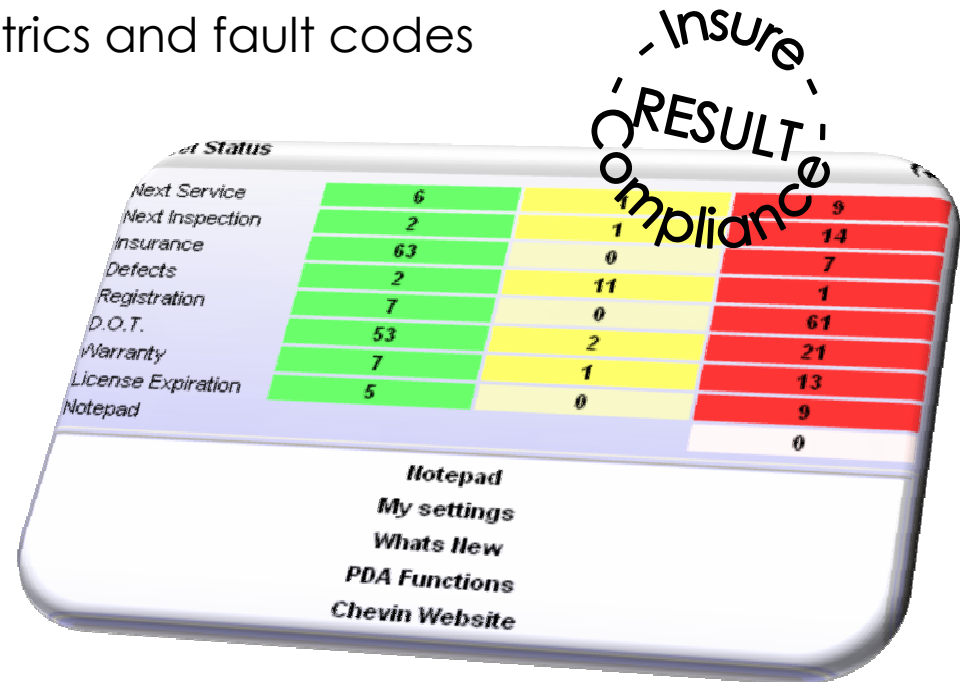 trics and fault codes
- Insure -
- RESULT -
Compliance
et Status
Next Service 6 9
Next Inspection 2 1 14
Insurance 63 0 7
Defects 2 11 1
Registration 7 0 61
D.O.T. 53 2 21
Warranty 7 1 13
License Expiration 5 0 9
Notepad 0
Notepad
My settings
Whats New
PDA Functions
Chevin Website